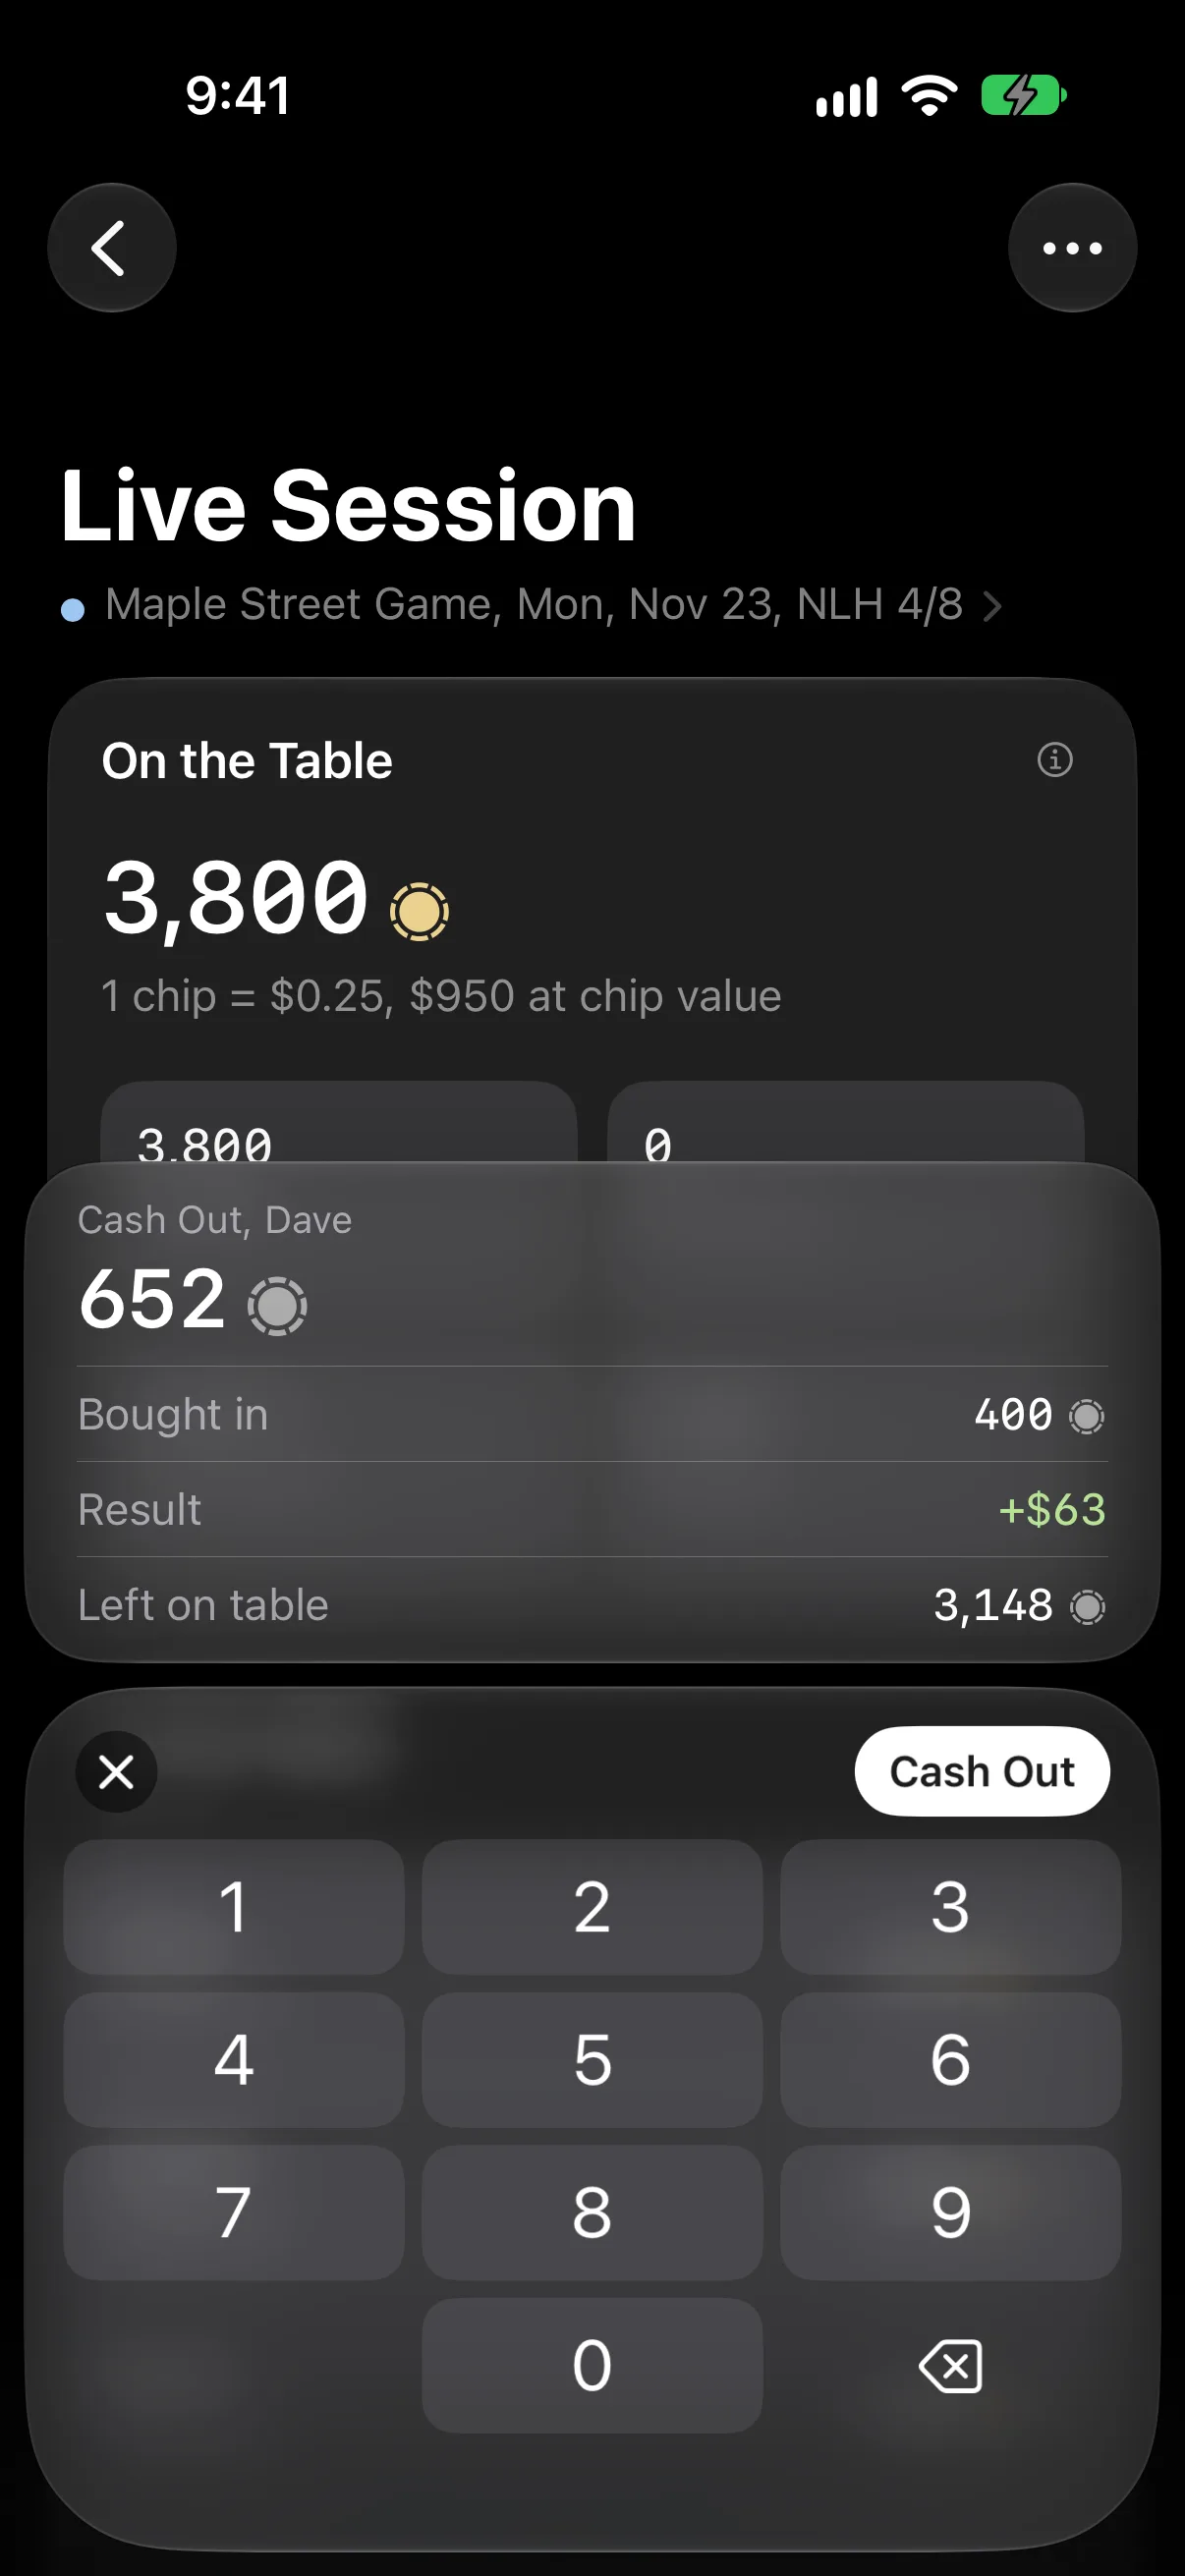 9:41
Live Session
Maple Street Game, Mon, Nov 23, NLH 4/8
On the Table
3,800
1 chip = $0.25, $950 at chip value
3,800 0
Cash Out, Dave
652
Bought in 400
Result +$63
Left on table 3,148
Cash Out
1 2 3
4 5 6
7 8 9
0